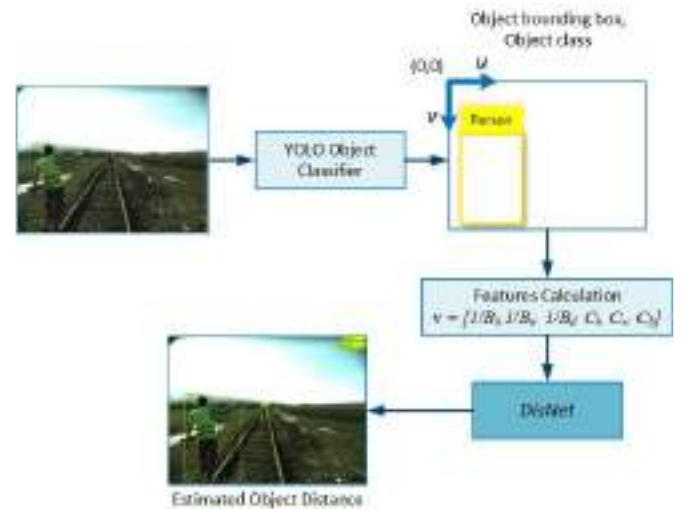 Object bounding box,
Object class
(0,0) u
v Person
YOLO Object
Classifier
Features Calculation
v = [1/Bh 1/Bw 1/Bd Ch Cw Cb]
DisNet
Estimated Object Distance